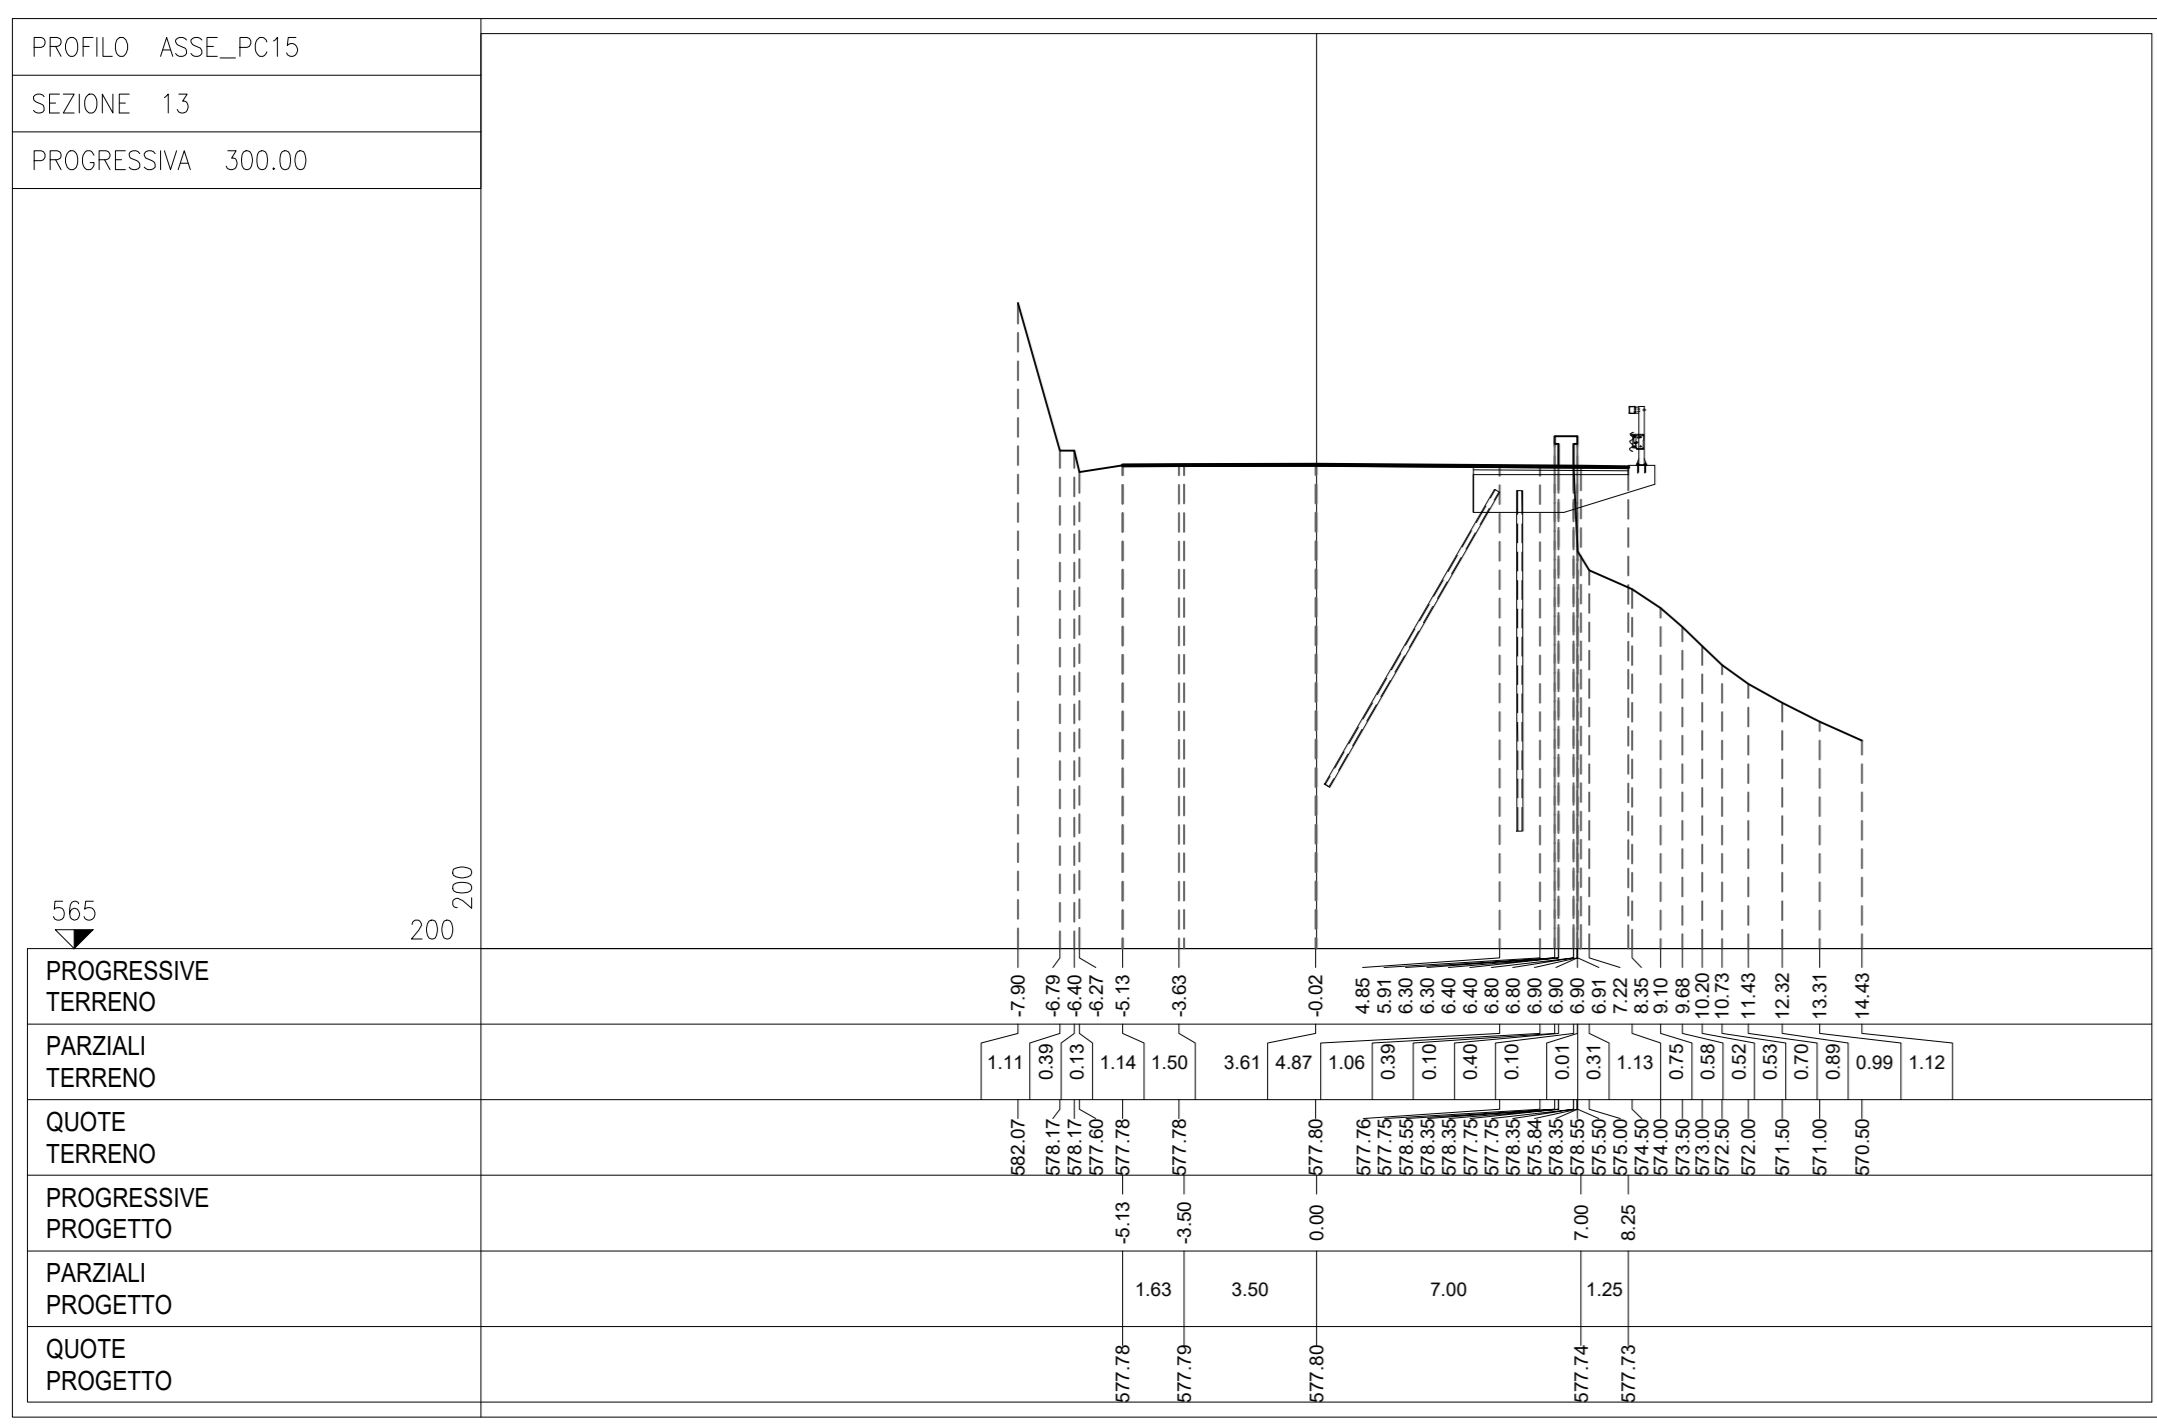 PROFILO ASSE_PC15
SEZIONE 13
PROGRESSIVA 300.00
200
565
200
PROGRESSIVE
TERRENO
-7.90 -6.79 -6.40 -6.27 -5.13 -3.63 -0.02 4.85 5.91 6.30 6.30 6.40 6.40 6.80 6.80 6.90 6.90 6.90 6.91 7.22 8.35 9.10 9.68 10.20 10.73 11.43 12.32 13.31 14.43
PARZIALI
TERRENO
1.11 0.39 0.13 1.14 1.50 3.61 4.87 1.06 0.39 0.10 0.40 0.10 0.01 0.31 1.13 0.75 0.58 0.52 0.53 0.70 0.89 0.99 1.12
QUOTE
TERRENO
582.07 578.17 578.17 577.60 577.78 577.78 577.80 577.76 577.75 578.55 578.35 578.35 577.75 577.75 578.35 575.84 578.35 578.55 575.50 575.00 574.50 574.00 573.50 573.00 572.50 572.00 571.50 571.00 570.50
PROGRESSIVE
PROGETTO
-5.13 -3.50 0.00 7.00 8.25
PARZIALI
PROGETTO
1.63 3.50 7.00 1.25
QUOTE
PROGETTO
577.78 577.79 577.80 577.74 577.73